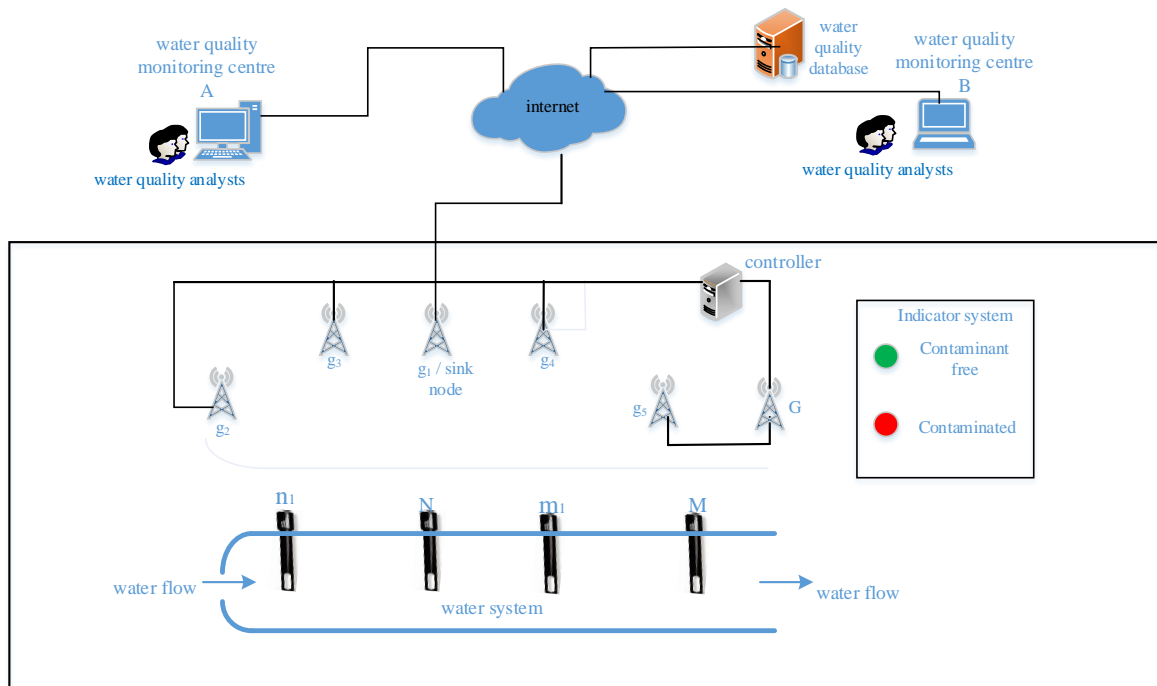 water quality
monitoring centre
A
water quality analysts
internet
water
quality
database
water quality
monitoring centre
B
water quality analysts
controller
g3
g1 / sink
node
g4
g2
g5
G
Indicator system
Contaminant
free
Contaminated
n1
N
m1
M
water flow
water system
water flow